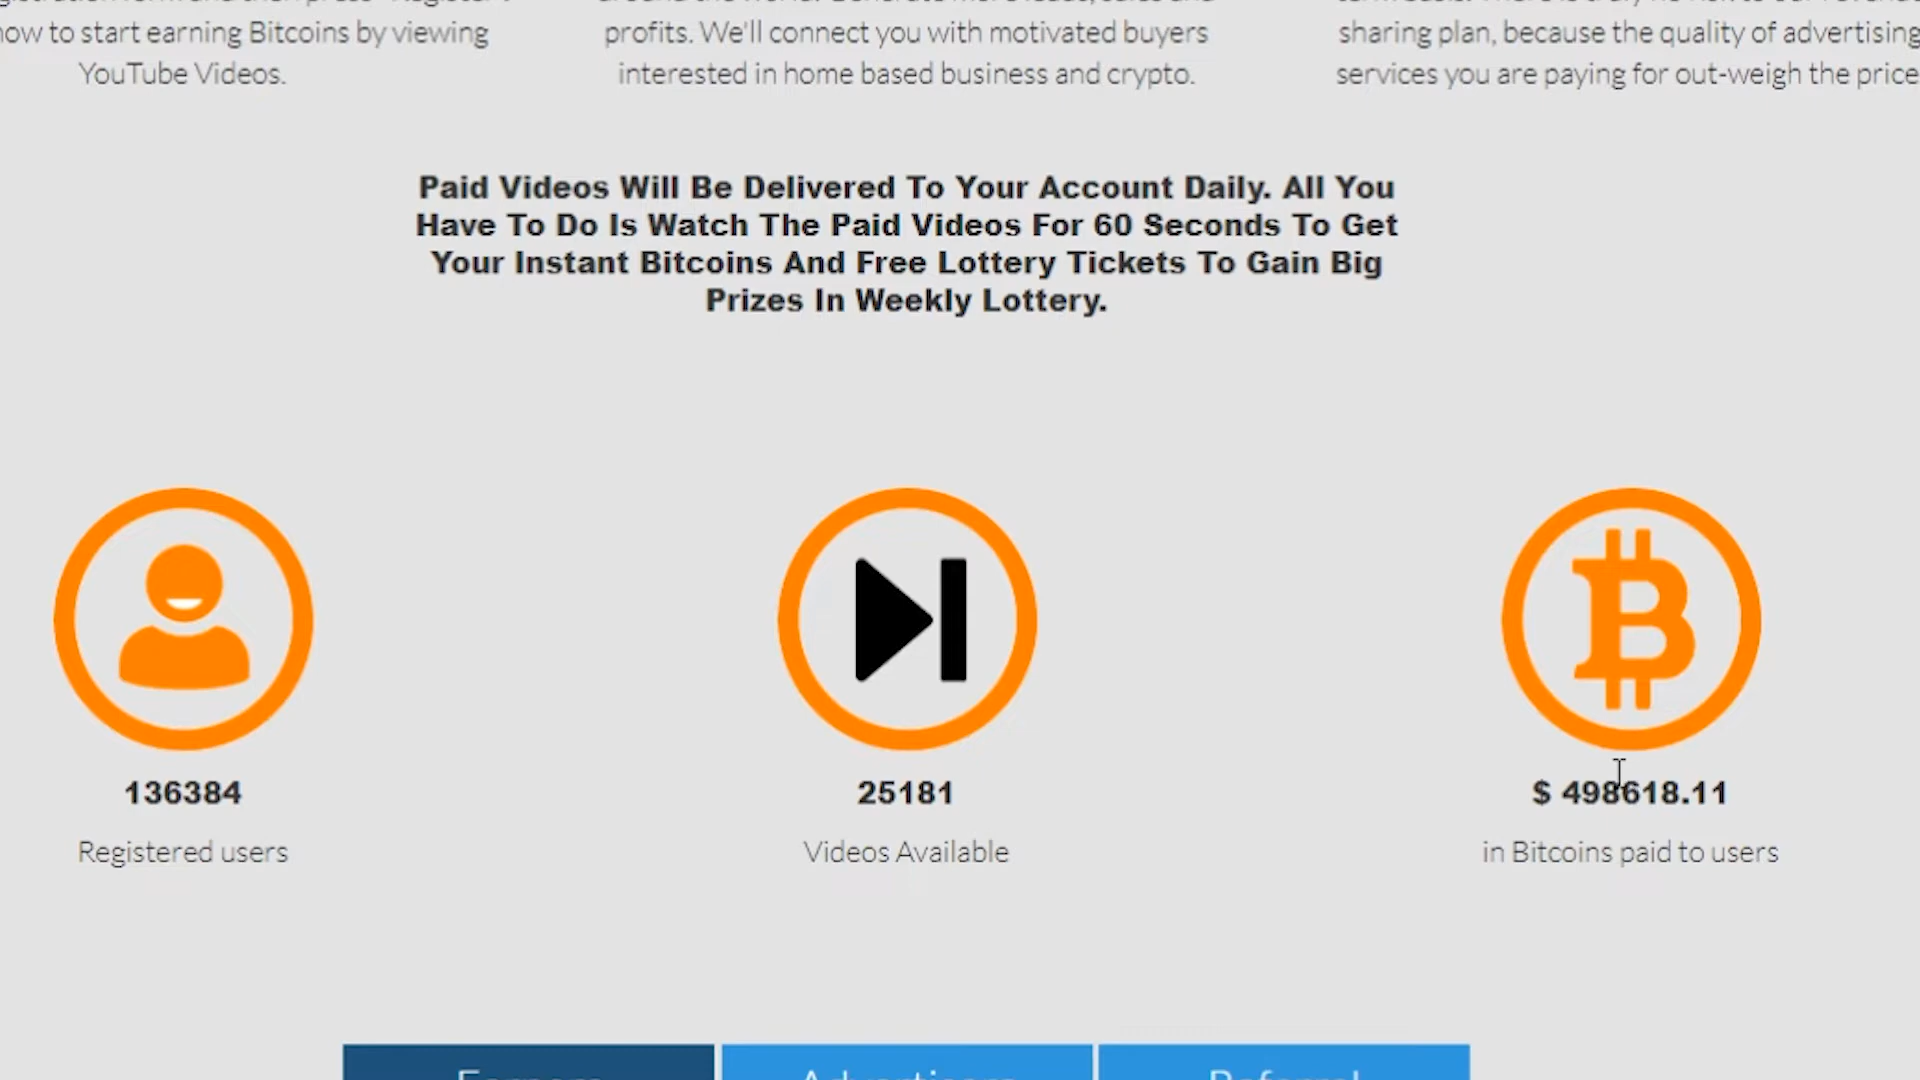 now to start earning Bitcoins by viewing
YouTube Videos.
profits. We'll connect you with motivated buyers
interested in home based business and crypto.
sharing plan, because the quality of advertising
services you are paying for out-weigh the price
Paid Videos Will Be Delivered To Your Account Daily. All You
Have To Do Is Watch The Paid Videos For 60 Seconds To Get
Your Instant Bitcoins And Free Lottery Tickets To Gain Big
Prizes In Weekly Lottery.
136384
Registered users
25181
Videos Available
$ 498618.11
in Bitcoins paid to users